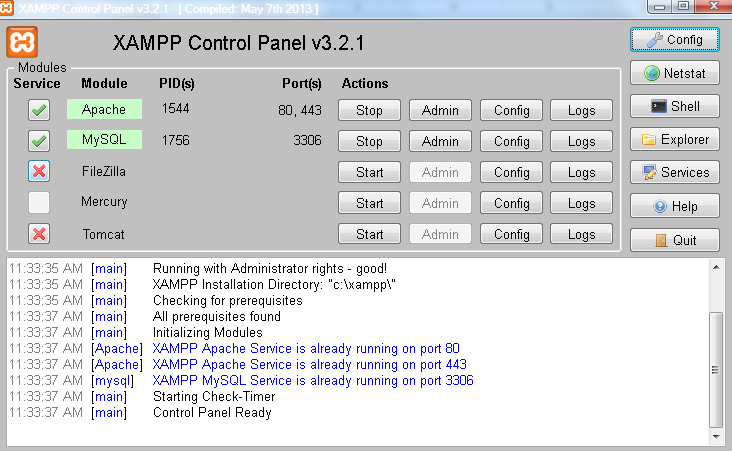 XAMPP Control Panel v3.2.1 [ Compiled: May 7th 2013 ]
XAMPP Control Panel v3.2.1
Config
Modules
Service Module PID(s) Port(s) Actions
Netstat
Apache 1544 80, 443 Stop Admin Config Logs
Shell
MySQL 1756 3306 Stop Admin Config Logs
Explorer
FileZilla Start Admin Config Logs
Services
Mercury Start Admin Config Logs
Help
Tomcat Start Admin Config Logs
Quit
11:33:35 AM [main] Running with Administrator rights - good!
11:33:35 AM [main] XAMPP Installation Directory: "c:\xampp\"
11:33:35 AM [main] Checking for prerequisites
11:33:37 AM [main] All prerequisites found
11:33:37 AM [main] Initializing Modules
11:33:37 AM [Apache] XAMPP Apache Service is already running on port 80
11:33:37 AM [Apache] XAMPP Apache Service is already running on port 443
11:33:37 AM [mysql] XAMPP MySQL Service is already running on port 3306
11:33:37 AM [main] Starting Check-Timer
11:33:37 AM [main] Control Panel Ready